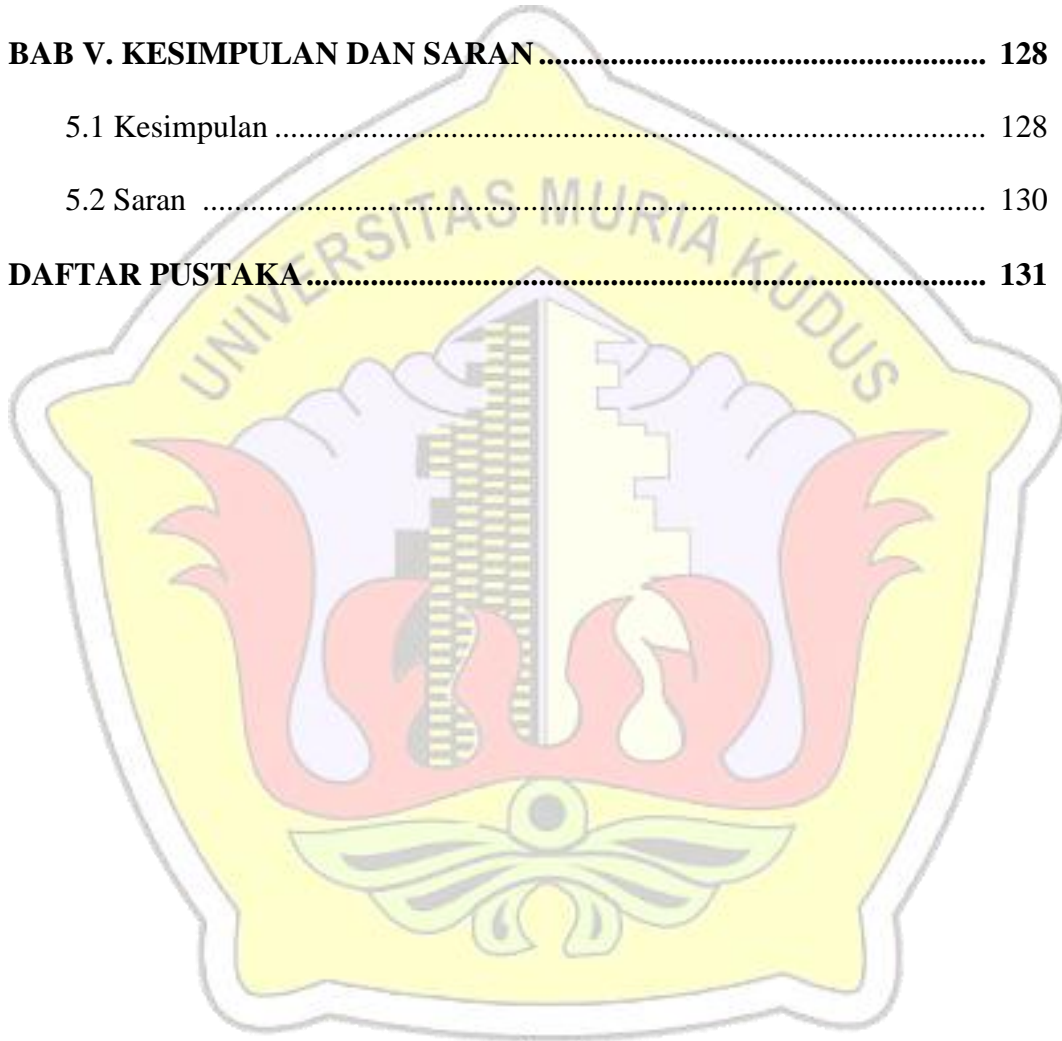 BAB V. KESIMPULAN DAN SARAN ........................................................ 128
5.1 Kesimpulan ......................................................................................... 128
5.2 Saran .................................................................................................. 130
DAFTAR PUSTAKA ..................................................................................... 131
UNIVERSITAS MURIA KUDUS